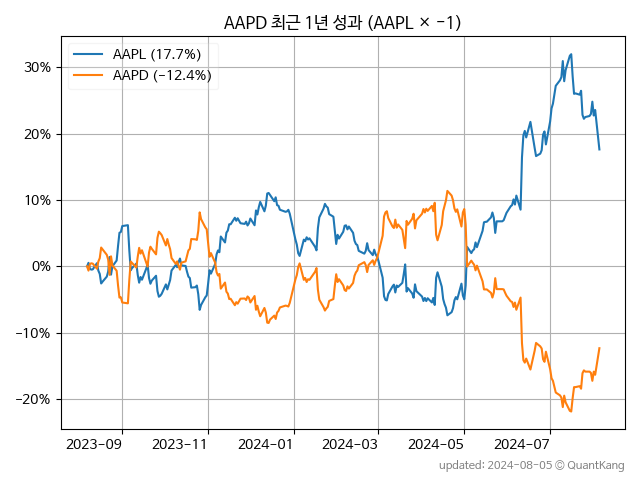 AAPD 최근 1년 성과 (AAPL × −1)
AAPL (17.7%)
AAPD (−12.4%)
30%
20%
10%
0%
−10%
−20%
2023-09 2023-11 2024-01 2024-03 2024-05 2024-07
updated: 2024-08-05 © QuantKang